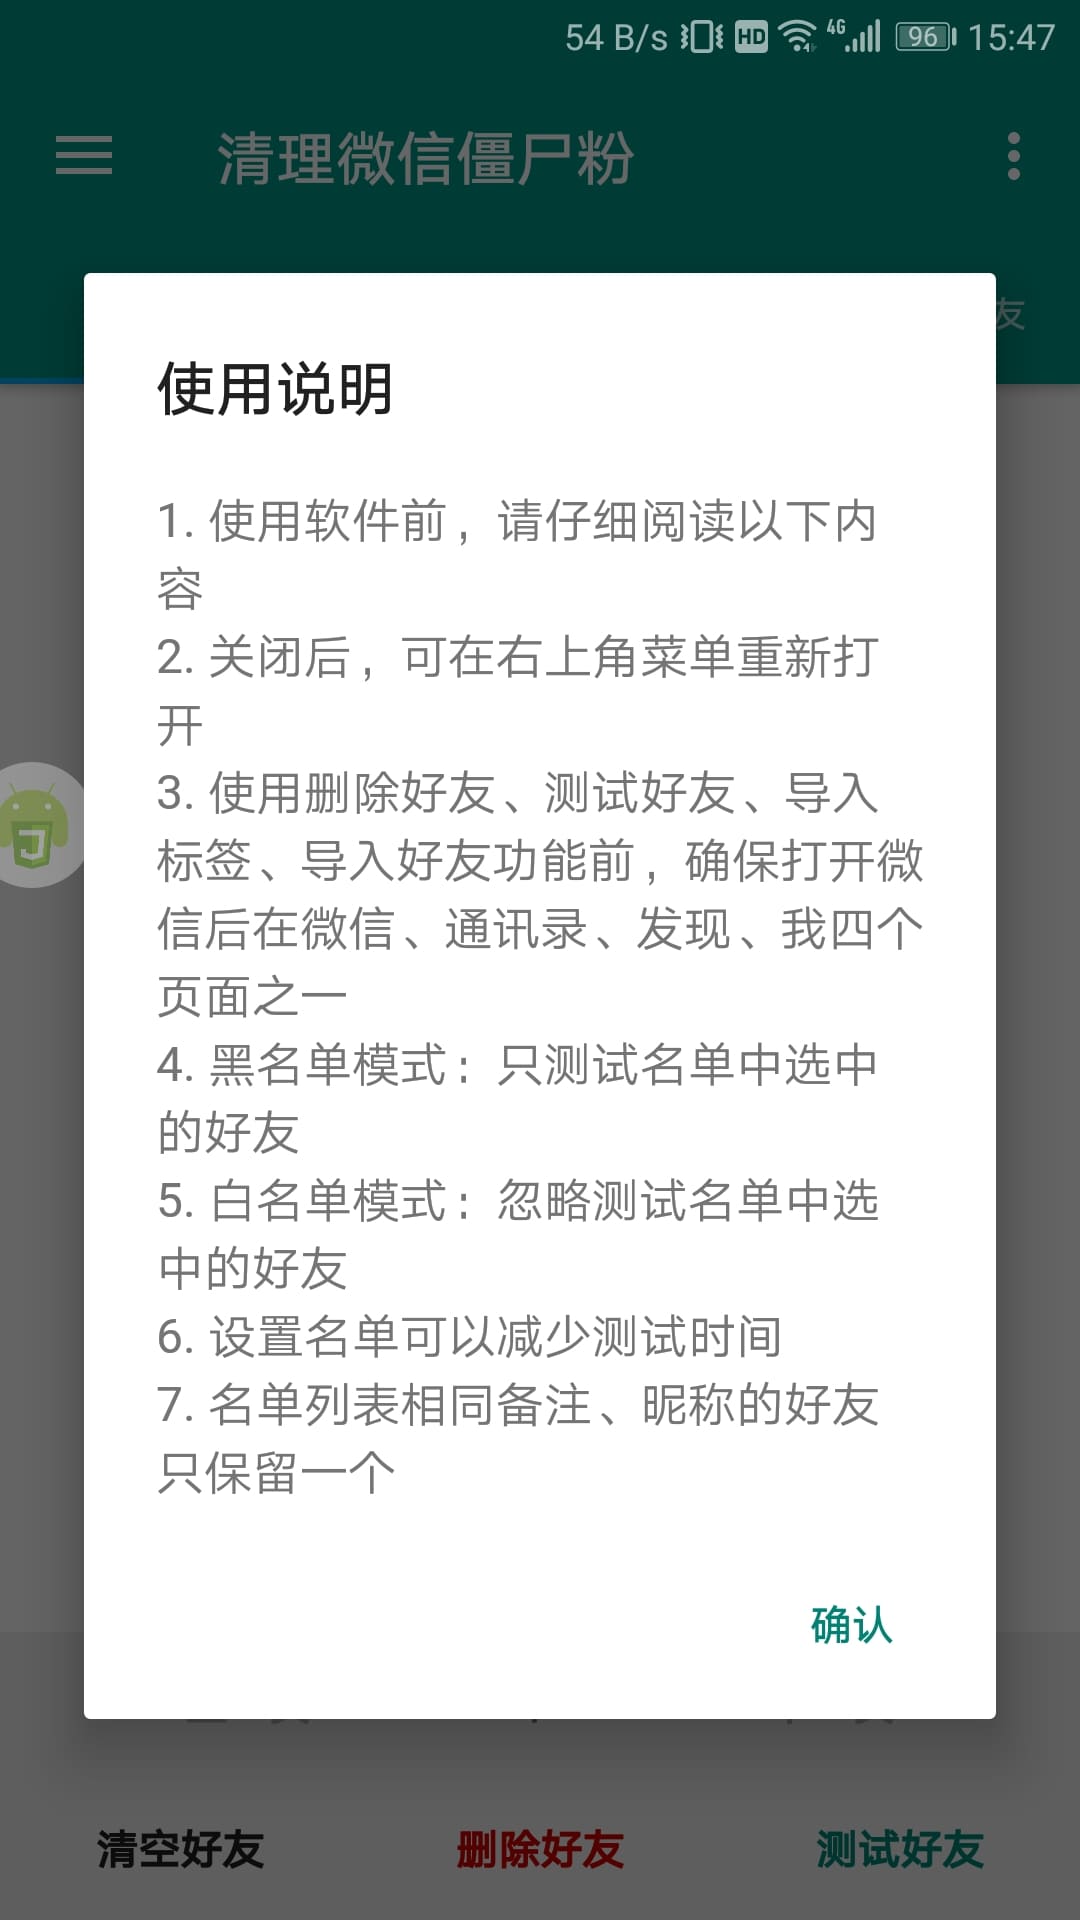 54 B/s HD 4G 96 15:47
清理微信僵尸粉
友
使用说明
1. 使用软件前，请仔细阅读以下内
容
2. 关闭后，可在右上角菜单重新打
开
3. 使用删除好友、测试好友、导入
标签、导入好友功能前，确保打开微
信后在微信、通讯录、发现、我四个
页面之一
4. 黑名单模式：只测试名单中选中
的好友
5. 白名单模式：忽略测试名单中选
中的好友
6. 设置名单可以减少测试时间
7. 名单列表相同备注、昵称的好友
只保留一个
确认
清空好友 删除好友 测试好友